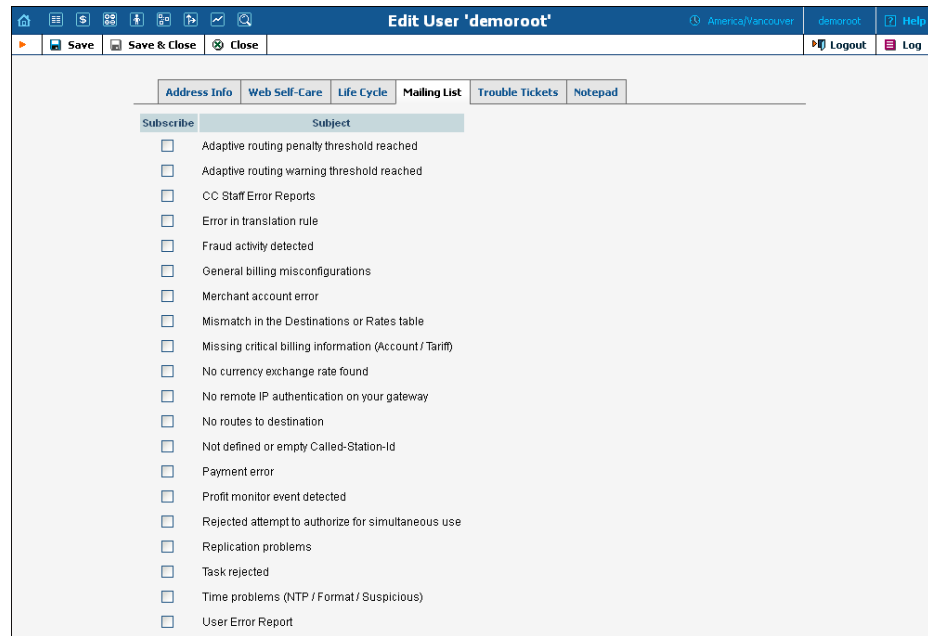 Edit User 'demoroot'
America/Vancouver
demoroot
Help
Save
Save & Close
Close
Logout
Log
Address Info
Web Self-Care
Life Cycle
Mailing List
Trouble Tickets
Notepad
Subscribe Subject
Adaptive routing penalty threshold reached
Adaptive routing warning threshold reached
CC Staff Error Reports
Error in translation rule
Fraud activity detected
General billing misconfigurations
Merchant account error
Mismatch in the Destinations or Rates table
Missing critical billing information (Account / Tariff)
No currency exchange rate found
No remote IP authentication on your gateway
No routes to destination
Not defined or empty Called-Station-Id
Payment error
Profit monitor event detected
Rejected attempt to authorize for simultaneous use
Replication problems
Task rejected
Time problems (NTP / Format / Suspicious)
User Error Report